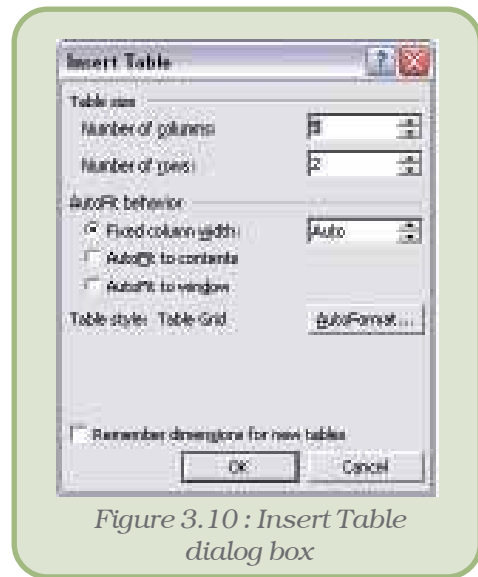 Insert Table
Table size
Number of columns:
Number of rows: 2
AutoFit behavior
Fixed column width: Auto
AutoFit to contents
AutoFit to window
Table style: Table Grid AutoFormat...
Remember dimensions for new tables
OK Cancel
Figure 3.10 : Insert Table
dialog box